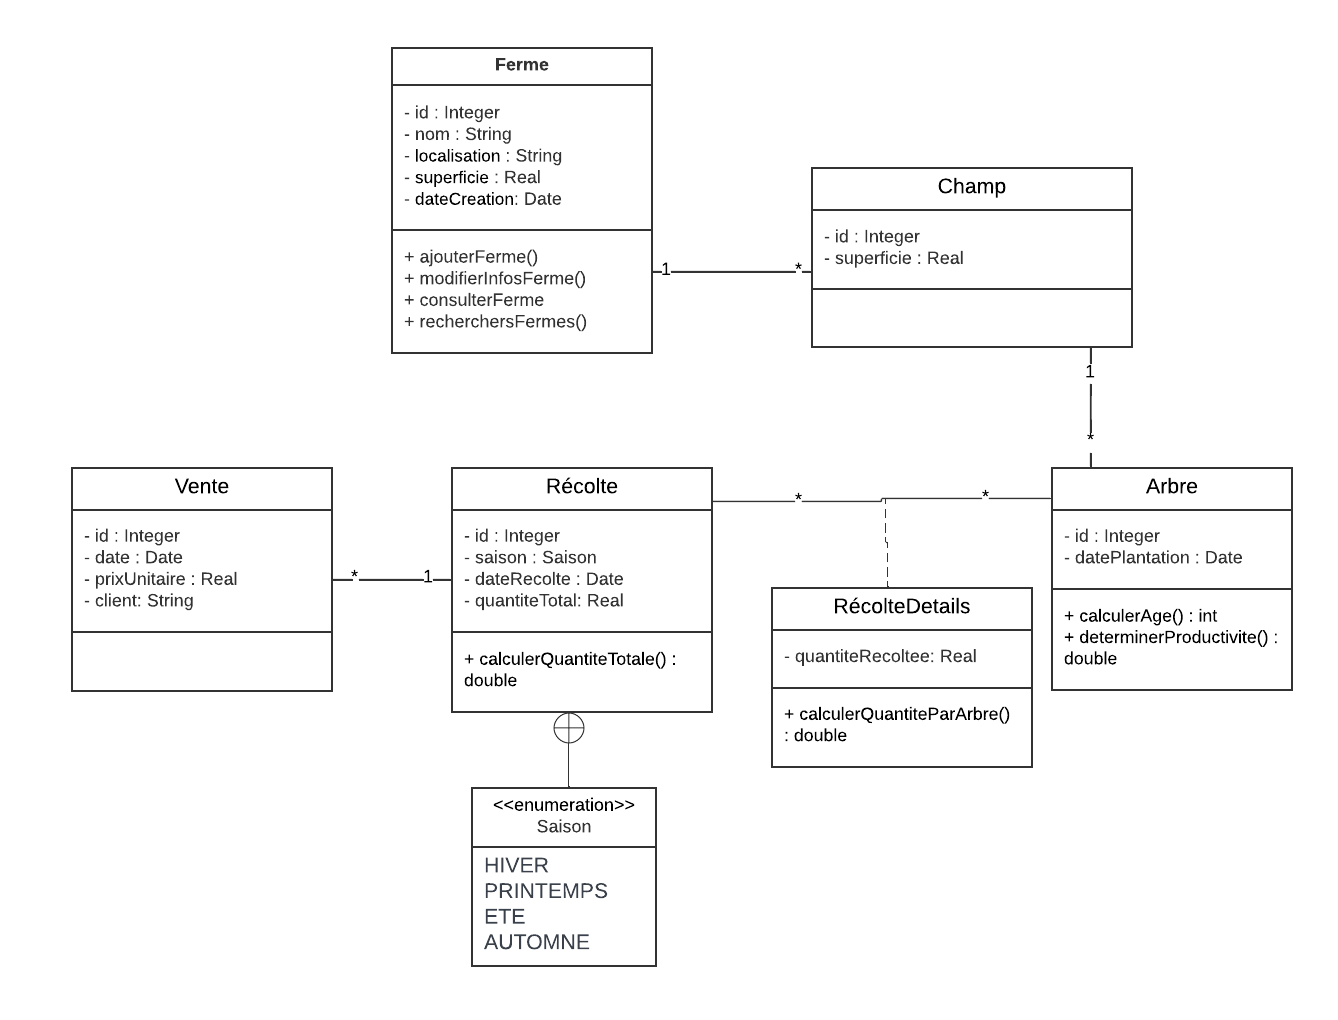 Ferme
- id : Integer
- nom : String
- localisation : String
- superficie : Real
- dateCreation: Date
+ ajouterFerme()
+ modifierInfosFerme()
+ consulterFerme
+ recherchersFermes()
1
*
Champ
- id : Integer
- superficie : Real
1
*
Vente
- id : Integer
- date : Date
- prixUnitaire : Real
- client: String
*
1
Récolte
- id : Integer
- saison : Saison
- dateRecolte : Date
- quantiteTotal: Real
+ calculerQuantiteTotale() :
double
*
*
RécolteDetails
- quantiteRecoltee: Real
+ calculerQuantiteParArbre()
: double
Arbre
- id : Integer
- datePlantation : Date
+ calculerAge() : int
+ determinerProductivite() :
double
<<enumeration>>
Saison
HIVER
PRINTEMPS
ETE
AUTOMNE